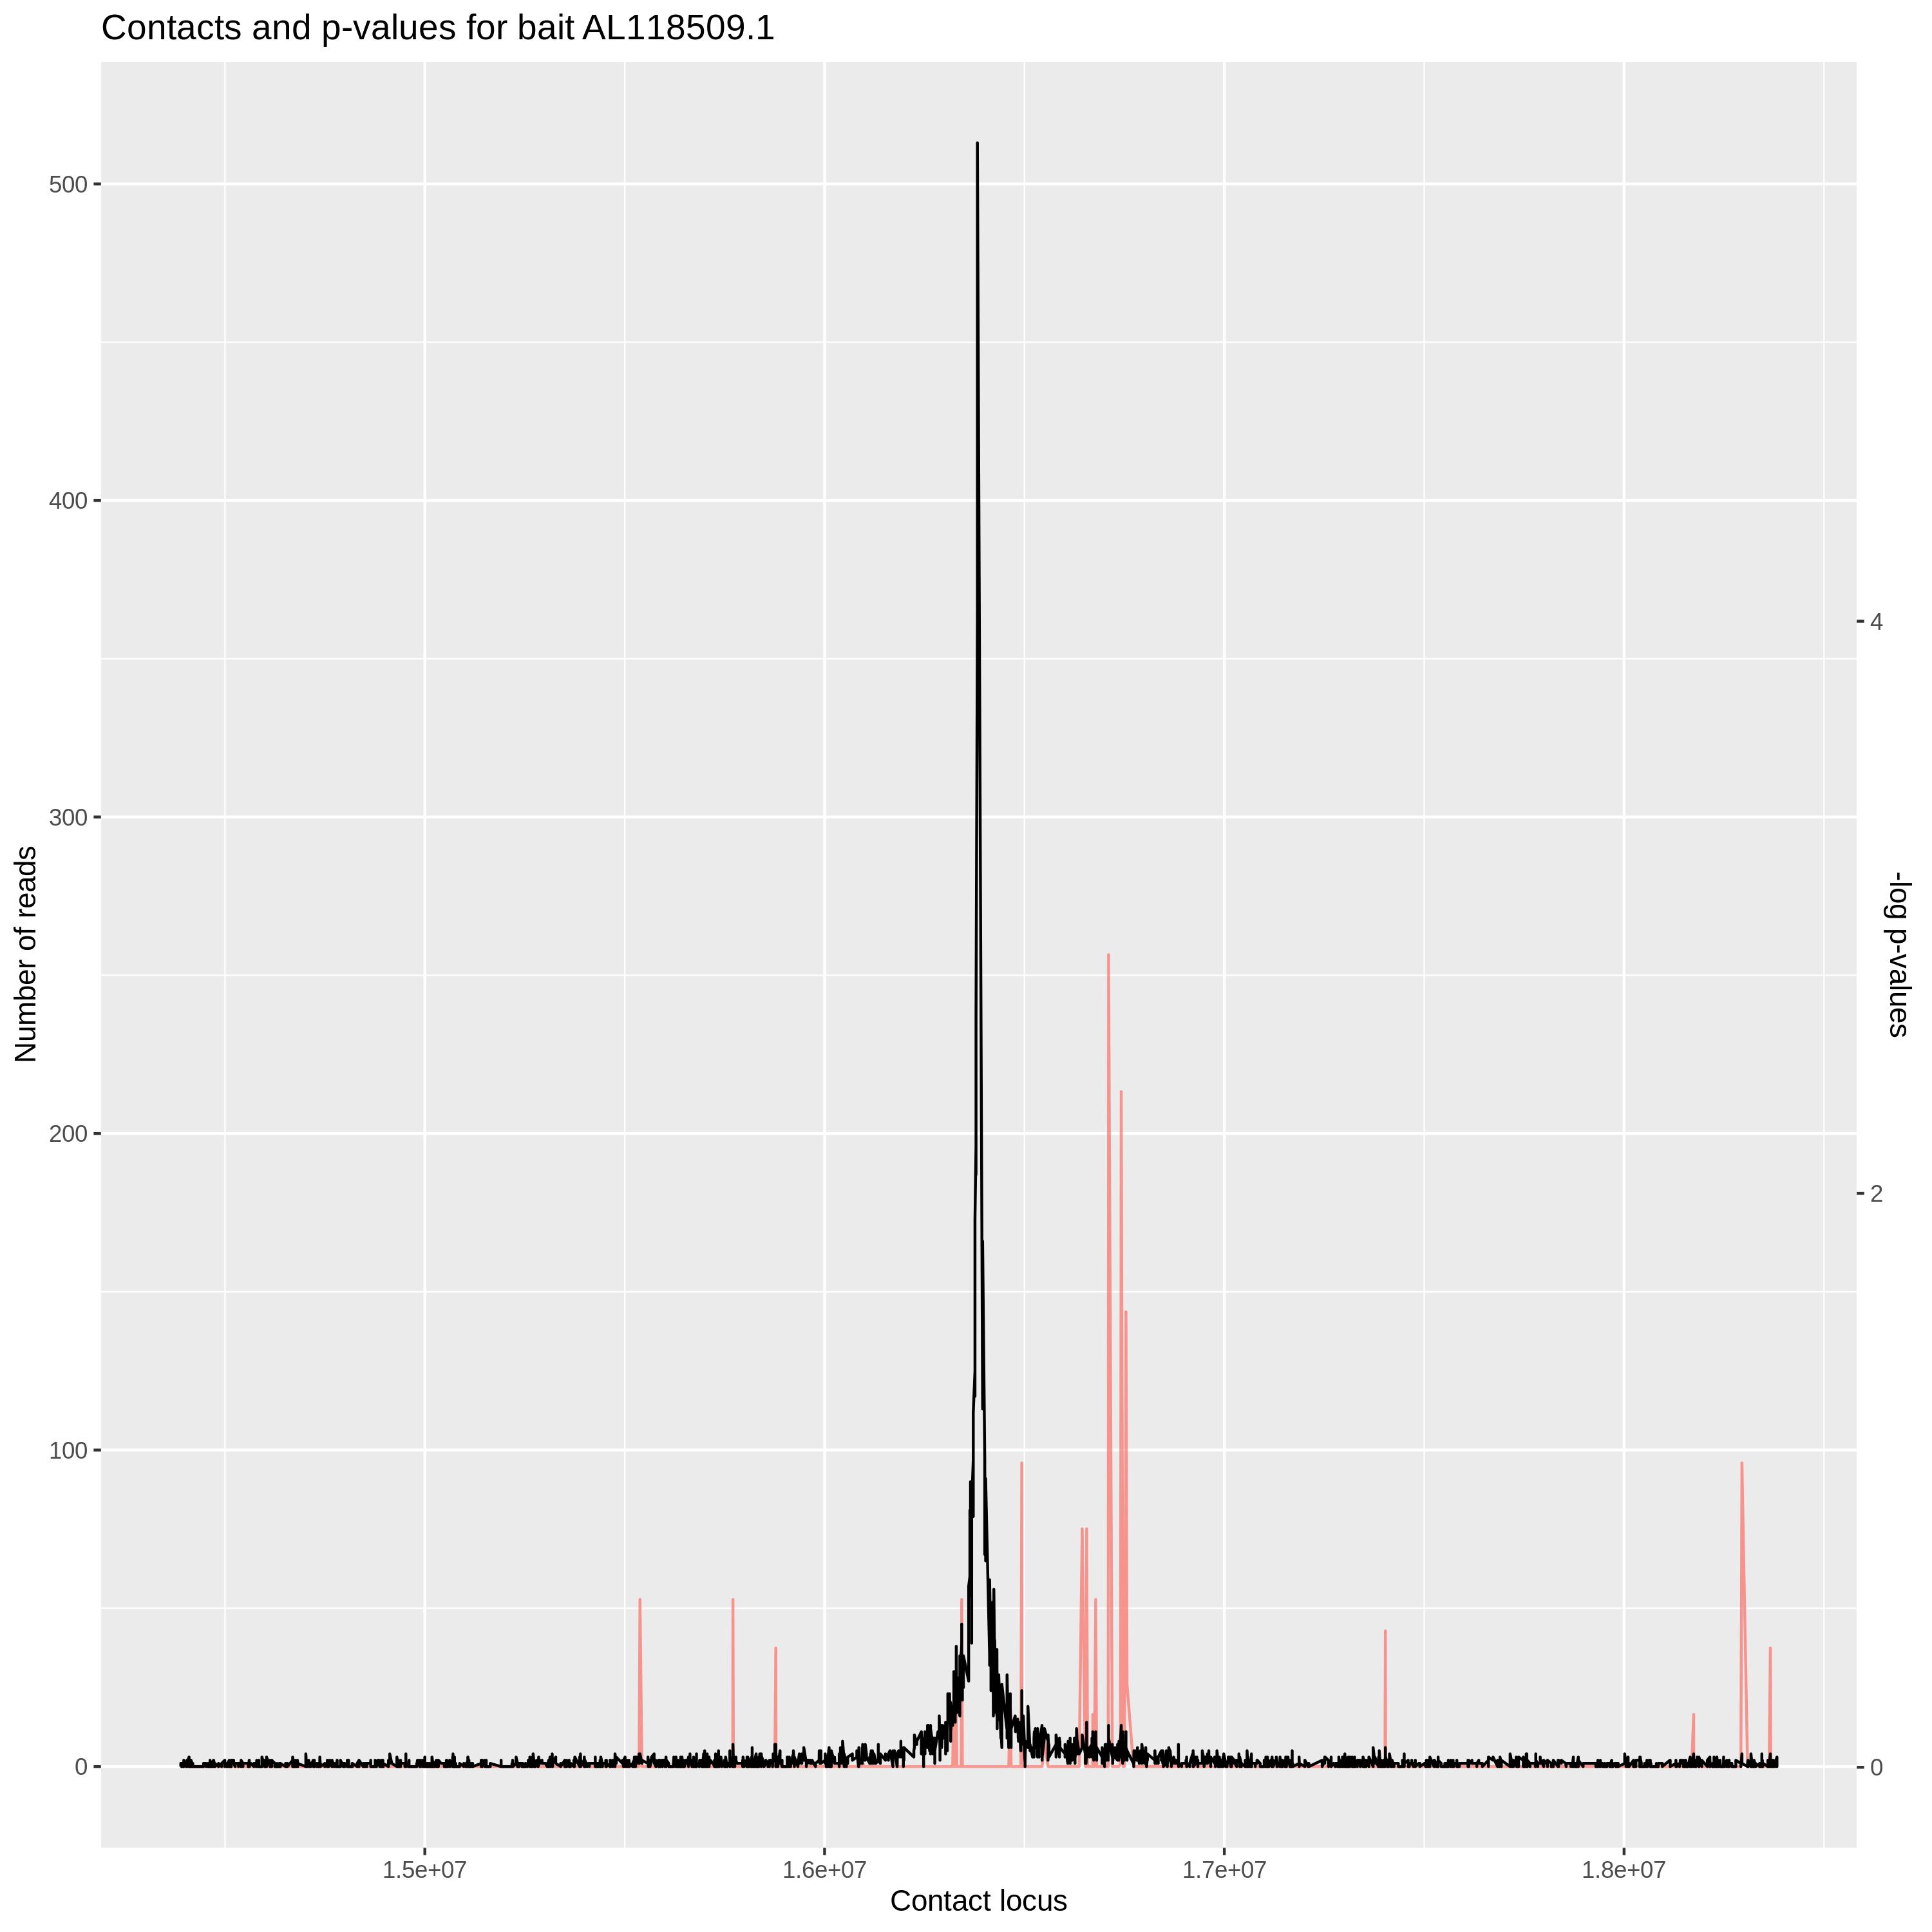 Contacts and p-values for bait AL118509.1
500
400
300
200
100
0
Number of reads
4
2
0
-log p-values
1.5e+07
1.6e+07
1.7e+07
1.8e+07
Contact locus